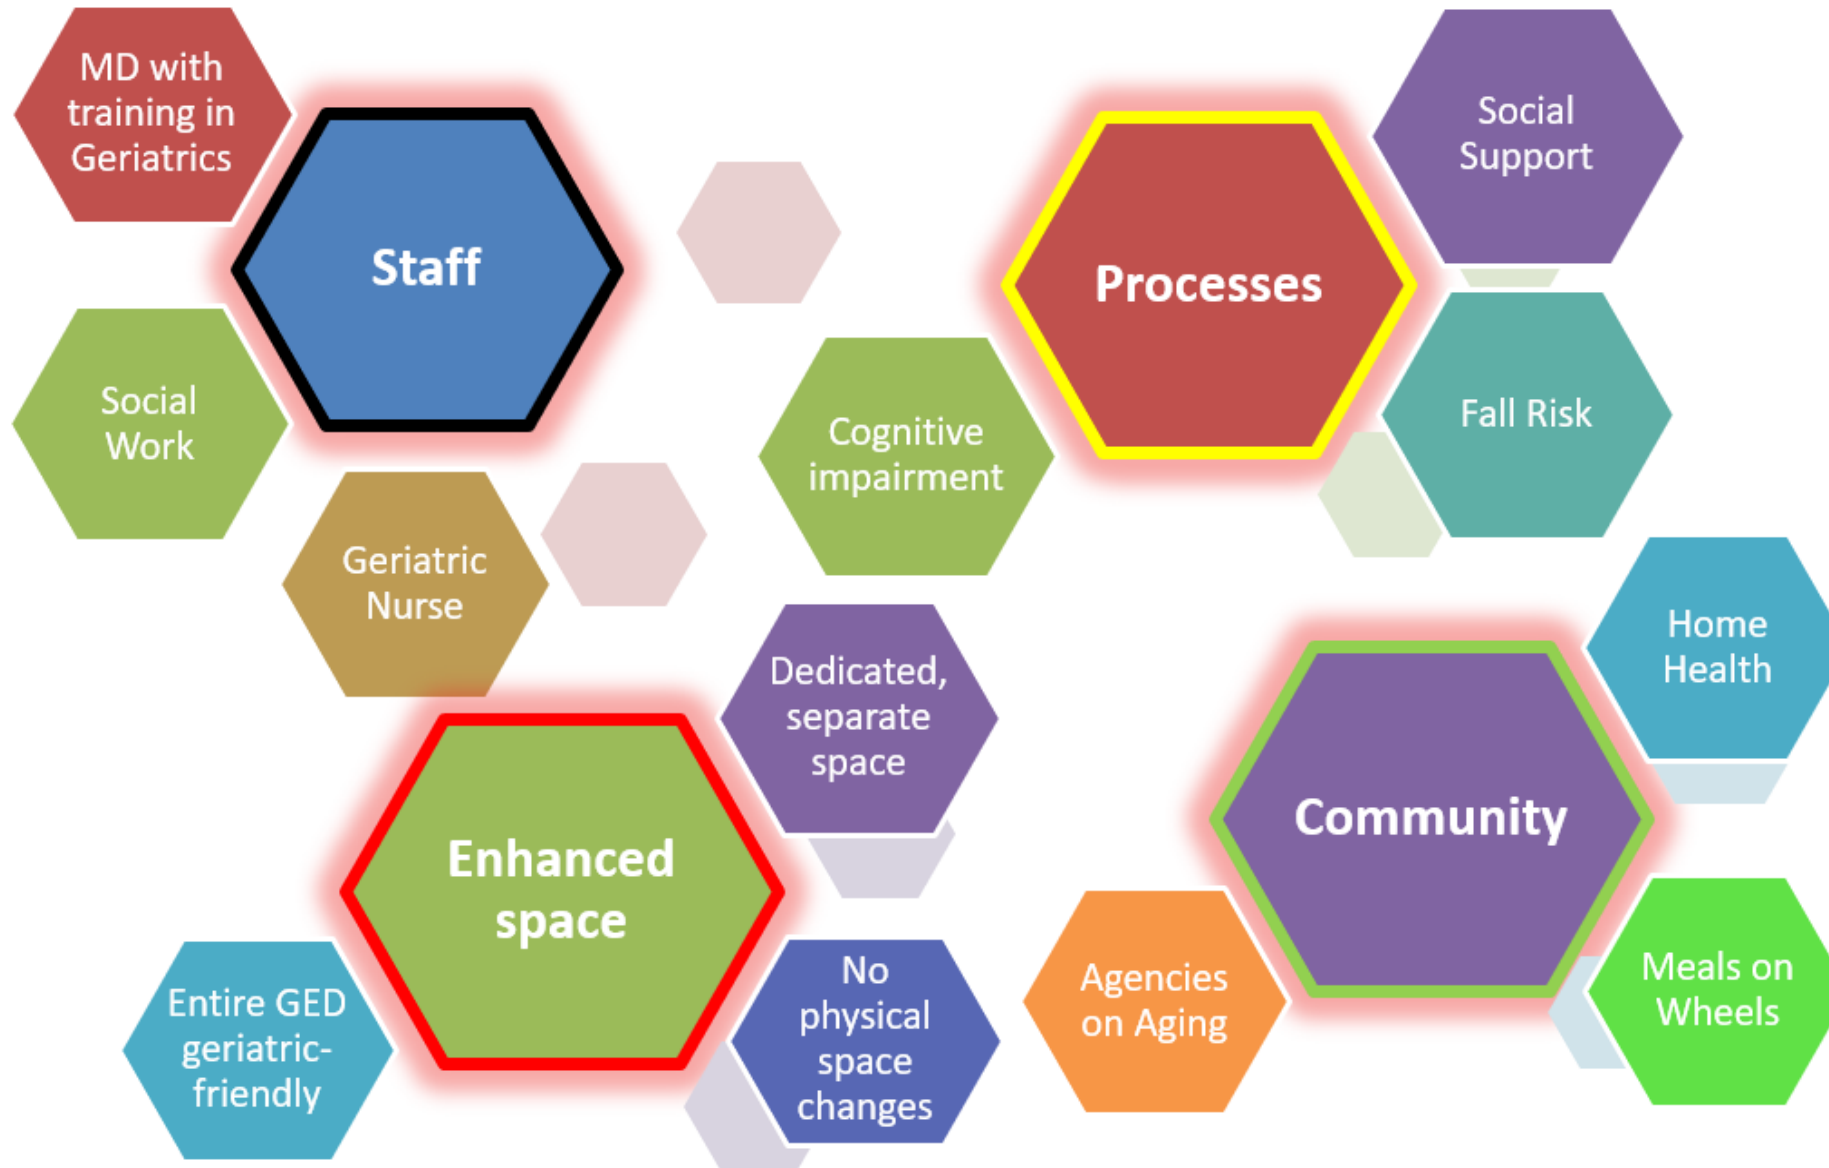 MD with
training in
Geriatrics
Staff
Social
Work
Geriatric
Nurse
Processes
Social
Support
Cognitive
impairment
Fall Risk
Enhanced
space
Dedicated,
separate
space
Entire GED
geriatric-
friendly
No
physical
space
changes
Community
Home
Health
Agencies
on Aging
Meals on
Wheels